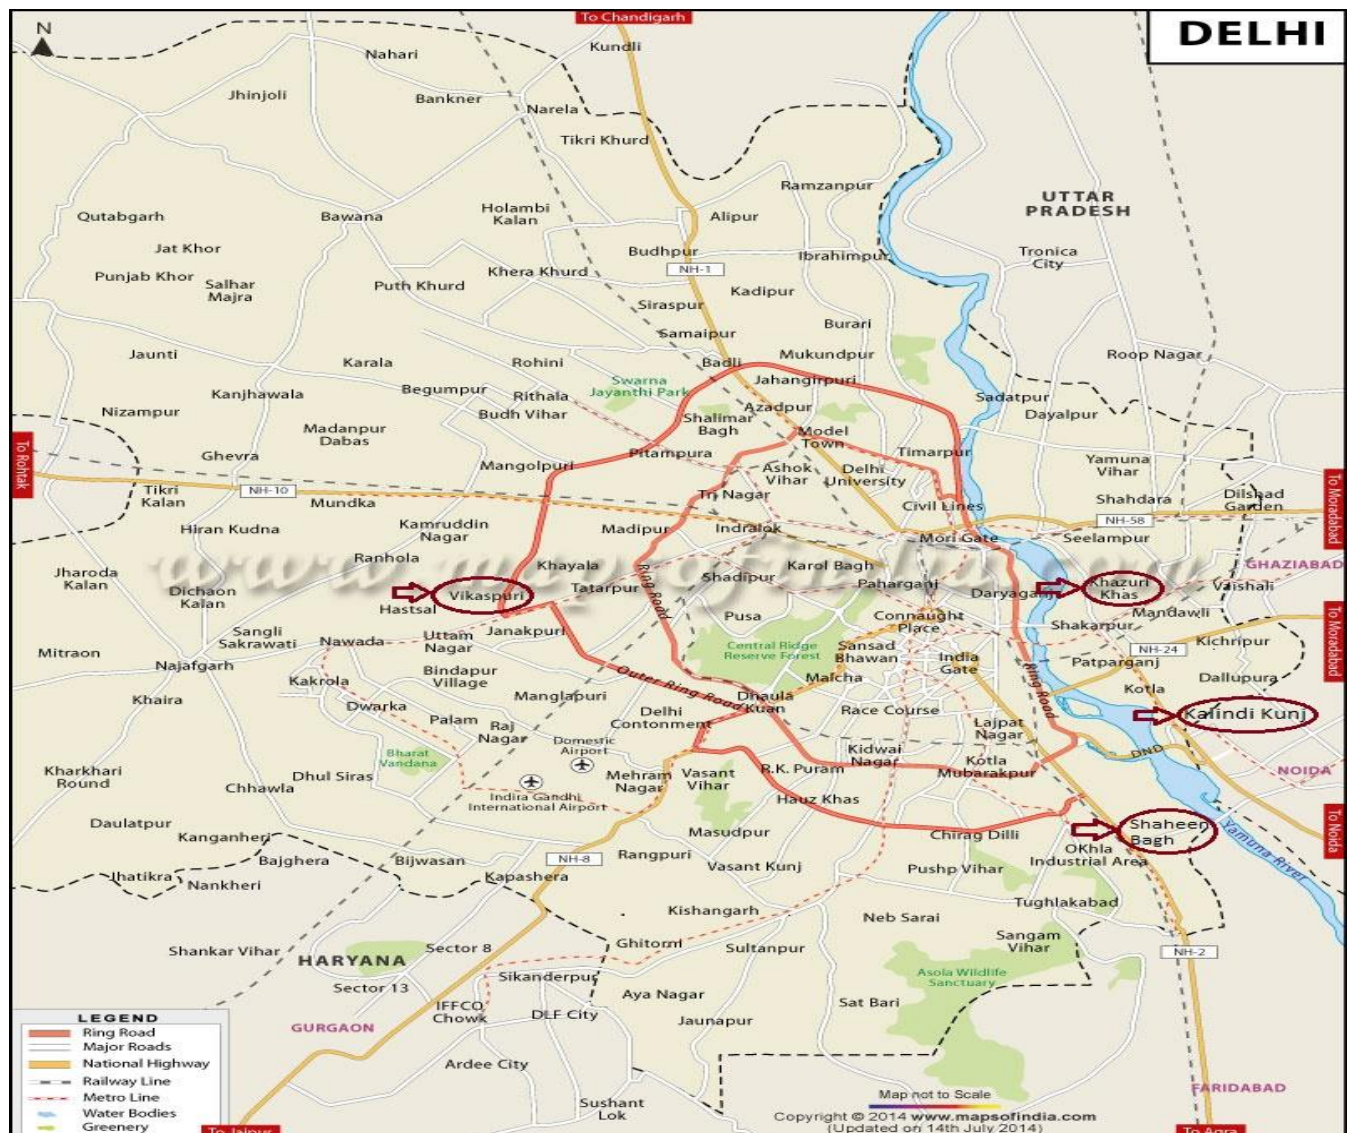 To Chandigarh
DELHI
N
Kundli
Nahari
Jhinjoli
Bankner
Narela
Tikri Khurd
Ramzanpur
UTTAR
PRADESH
Qutabgarh
Bawana
Holambi
Kalan
Alipur
Jat Khor
Budhpur
Ibrahimpur
Tronica
City
Punjab Khor
Salhar
Majra
Puth Khurd
Khera Khurd
NH-1
Kadipur
Siraspur
Samaipur
Burari
Jaunti
Karala
Rohini
Badli
Mukundpur
Roop Nagar
Kanjhawala
Begumpur
Rithala
Swarna
Jayanthi Park
Jahangirpuri
Sadatpur
Nizampur
Budh Vihar
Azadpur
Dayalpur
Madanpur
Dabas
Shalimar
Bagh
Model
Town
To Rohtak
Ghevra
Mangolpuri
Pitampura
Timarpur
Yamuna
Vihar
Ashok
Vihar
Delhi
University
To Moradabad
Tikri
Kalan
NH-10
Mundka
Tri Nagar
Civil Lines
Shahdara
Dilshad
Garden
NH-58
Hiran Kudna
Kamruddin
Nagar
Madipur
Indralok
Mori Gate
Seelampur
Ranhola
www.mapsofindia.com
Khayala
Karol Bagh
GHAZIABAD
Jharoda
Kalan
Dichaon
Kalan
Vikaspuri
Tatarpur
Ring Road
Shadipur
Paharganj
Daryaganj
Khazuri
Khas
Vaishali
Hastsal
Pusa
Connaught
Place
Mandawli
To Moradabad
Sangli
Sakrawati
Nawada
Uttam
Nagar
Janakpuri
Shakarpur
Kichripur
Mitraon
Najafgarh
Bindapur
Village
Central Ridge
Reserve Forest
Sansad
Bhawan
India
Gate
NH-24
Patparganj
Kakrola
Outer Ring Road
Malcha
Ring Road
Dallupura
Khaira
Dwarka
Manglapuri
Dhaula
Kuan
Kotla
Palam
Raj
Nagar
Delhi
Contonment
Race Course
Lajpat
Nagar
Kalindi Kunj
Bharat
Vandana
Domestic
Airport
Kidwai
Nagar
DND
Kharkhari
Round
Dhul Siras
Chhawla
Indira Gandhi
International Airport
Mehram
Nagar
Vasant
Vihar
R.K. Puram
Kotla
Mubarakpur
NOIDA
Hauz Khas
To Noida
Daulatpur
Kanganheri
Masudpur
Chirag Dilli
Shaheen
Bagh
Yamuna River
Bajghera
Bijwasan
NH-8
Rangpuri
Vasant Kunj
OKhla
Industrial Area
Pushp Vihar
Jhatikra
Nankheri
Kapashera
Tughlakabad
Kishangarh
Neb Sarai
Shankar Vihar
HARYANA
Sector 8
Ghitorni
Sultanpur
Sangam
Vihar
NH-2
Sector 13
Sikanderpur
Asola Wildlife
Sanctuary
Aya Nagar
Sat Bari
IFFCO
Chowk
DLF City
Jaunapur
GURGAON
Ardee City
FARIDABAD
Sushant
Lok
LEGEND
Ring Road
Major Roads
National Highway
Railway Line
Metro Line
Water Bodies
Greenery
To Jaipur
Map not to Scale
Copyright © 2014 www.mapsofindia.com
(Updated on 14th July 2014)
To Agra